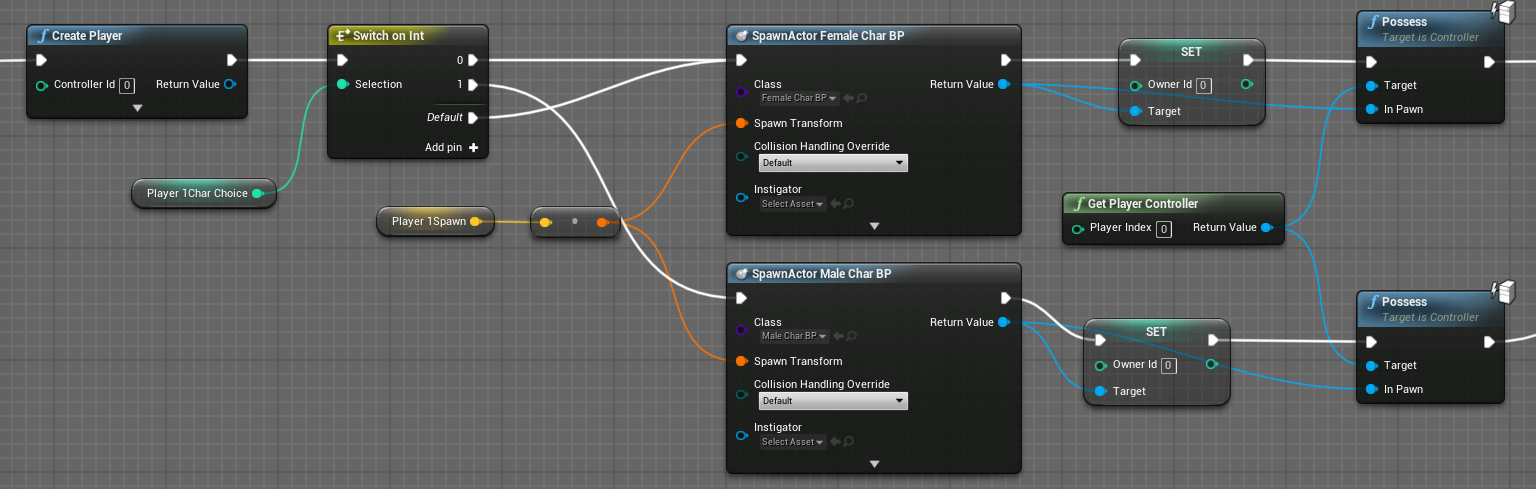 Create Player
Controller Id 0
Return Value
Switch on Int
0
Selection
1
Default
Add pin
Player 1Char Choice
Player 1Spawn
SpawnActor Female Char BP
Class
Female Char BP
Return Value
Spawn Transform
Collision Handling Override
Default
Instigator
Select Asset
SET
Owner Id 0
Target
Possess
Target is Controller
Target
In Pawn
Get Player Controller
Player Index 0
Return Value
SpawnActor Male Char BP
Class
Male Char BP
Return Value
Spawn Transform
Collision Handling Override
Default
Instigator
Select Asset
SET
Owner Id 0
Target
Possess
Target is Controller
Target
In Pawn